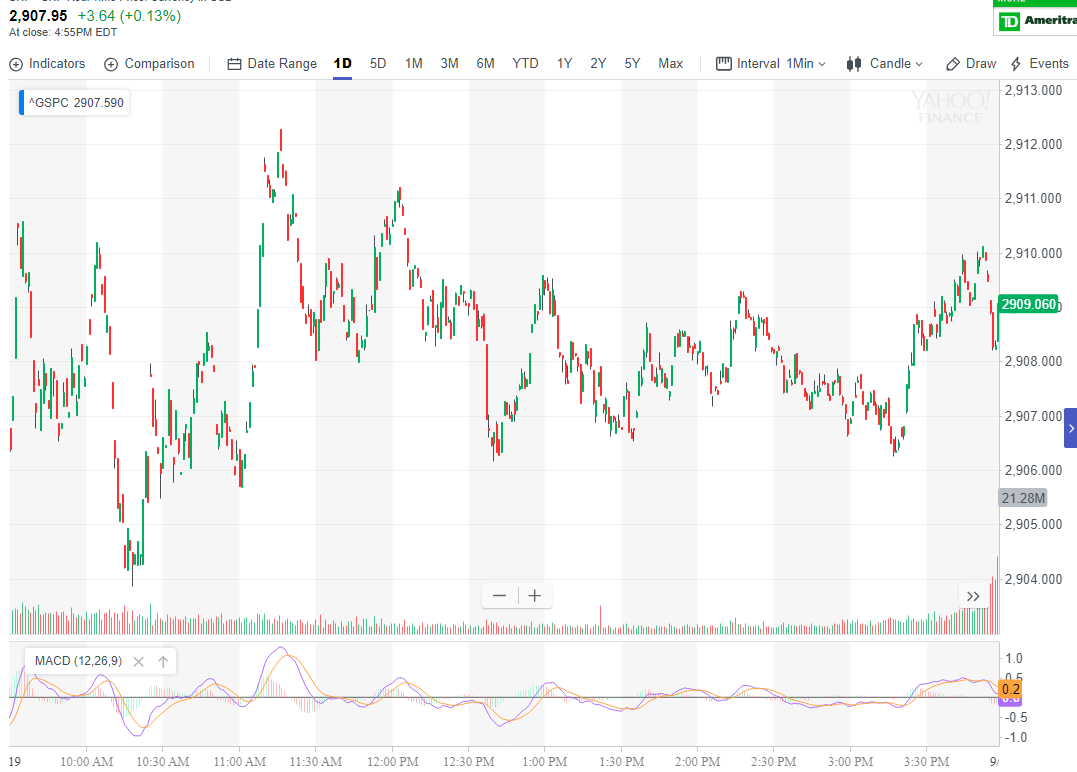 2,907.95 +3.64 (+0.13%)
At close: 4:55PM EDT
TD Ameritra
Indicators Comparison Date Range 1D 5D 1M 3M 6M YTD 1Y 2Y 5Y Max Interval 1Min Candle Draw Events
^GSPC 2907.590
YAHOO!
FINANCE
2,913.000
2,912.000
2,911.000
2,910.000
2909.060
2,908.000
2,907.000
2,906.000
21.28M
2,905.000
2,904.000
MACD (12,26,9)
1.0
0.5
0.2
0.0
-0.5
-1.0
19 10:00 AM 10:30 AM 11:00 AM 11:30 AM 12:00 PM 12:30 PM 1:00 PM 1:30 PM 2:00 PM 2:30 PM 3:00 PM 3:30 PM 9/